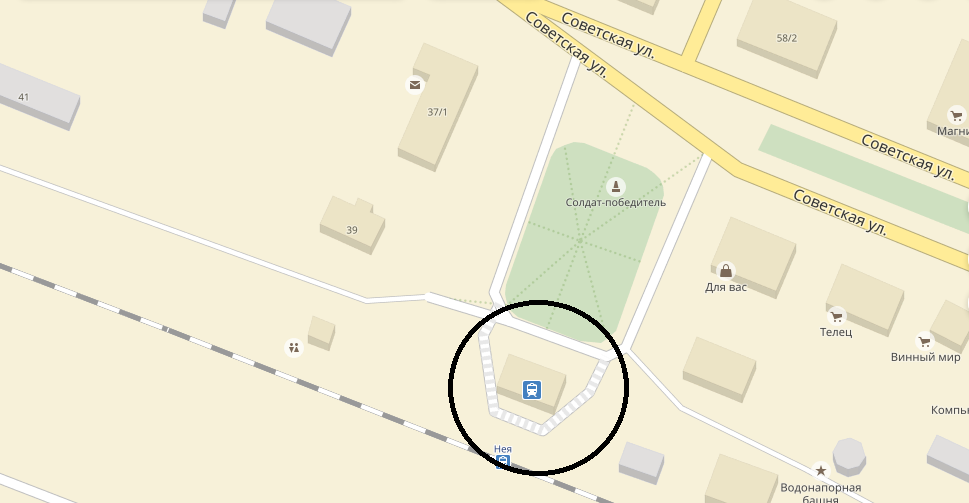 Советская ул.
Советская ул.
58/2
41
37/1
Магни
Советская ул.
Солдат-победитель
Советская ул.
39
Для вас
Телец
Винный мир
Компь
Нея
Водонапорная
башня